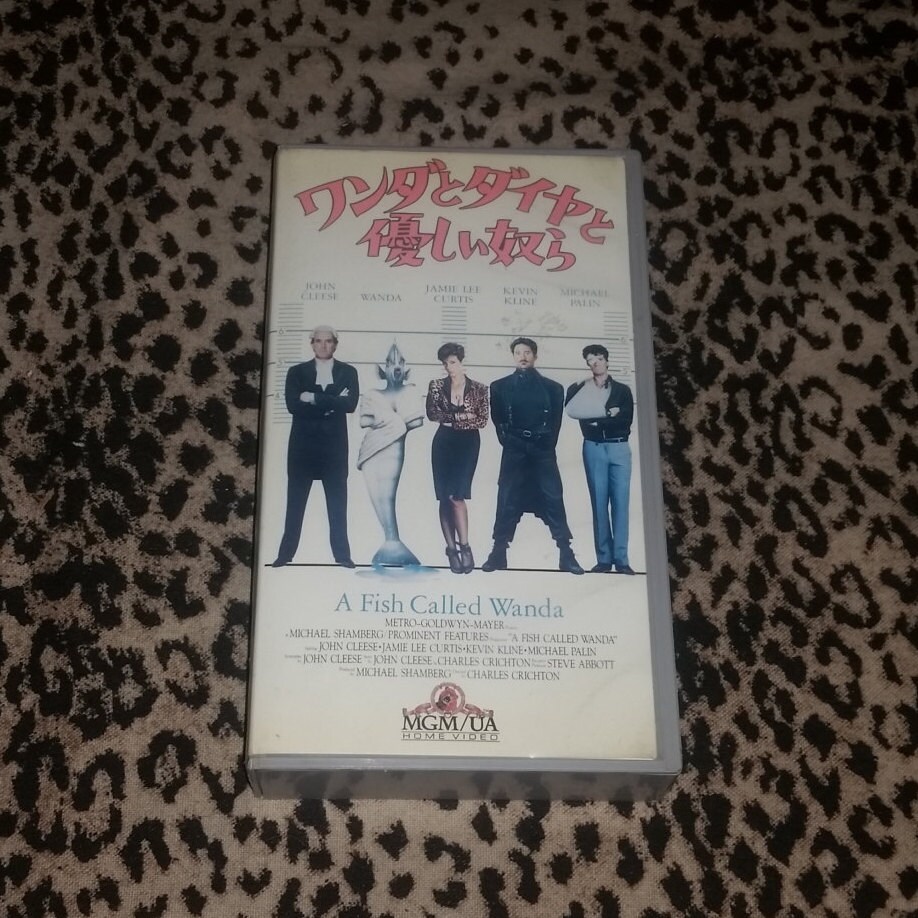 ワンダとダイヤと
優しい奴ら
JOHN CLEESE
WANDA
JAMIE LEE CURTIS
KEVIN KLINE
MICHAEL PALIN
A Fish Called Wanda
METRO-GOLDWYN-MAYER
MICHAEL SHAMBERG/PROMINENT FEATURES "A FISH CALLED WANDA"
JOHN CLEESE・JAMIE LEE CURTIS・KEVIN KLINE・MICHAEL PALIN
JOHN CLEESE JOHN CLEESE & CHARLES CRICHTON STEVE ABBOTT
MICHAEL SHAMBERG CHARLES CRICHTON
MGM/UA
HOME VIDEO